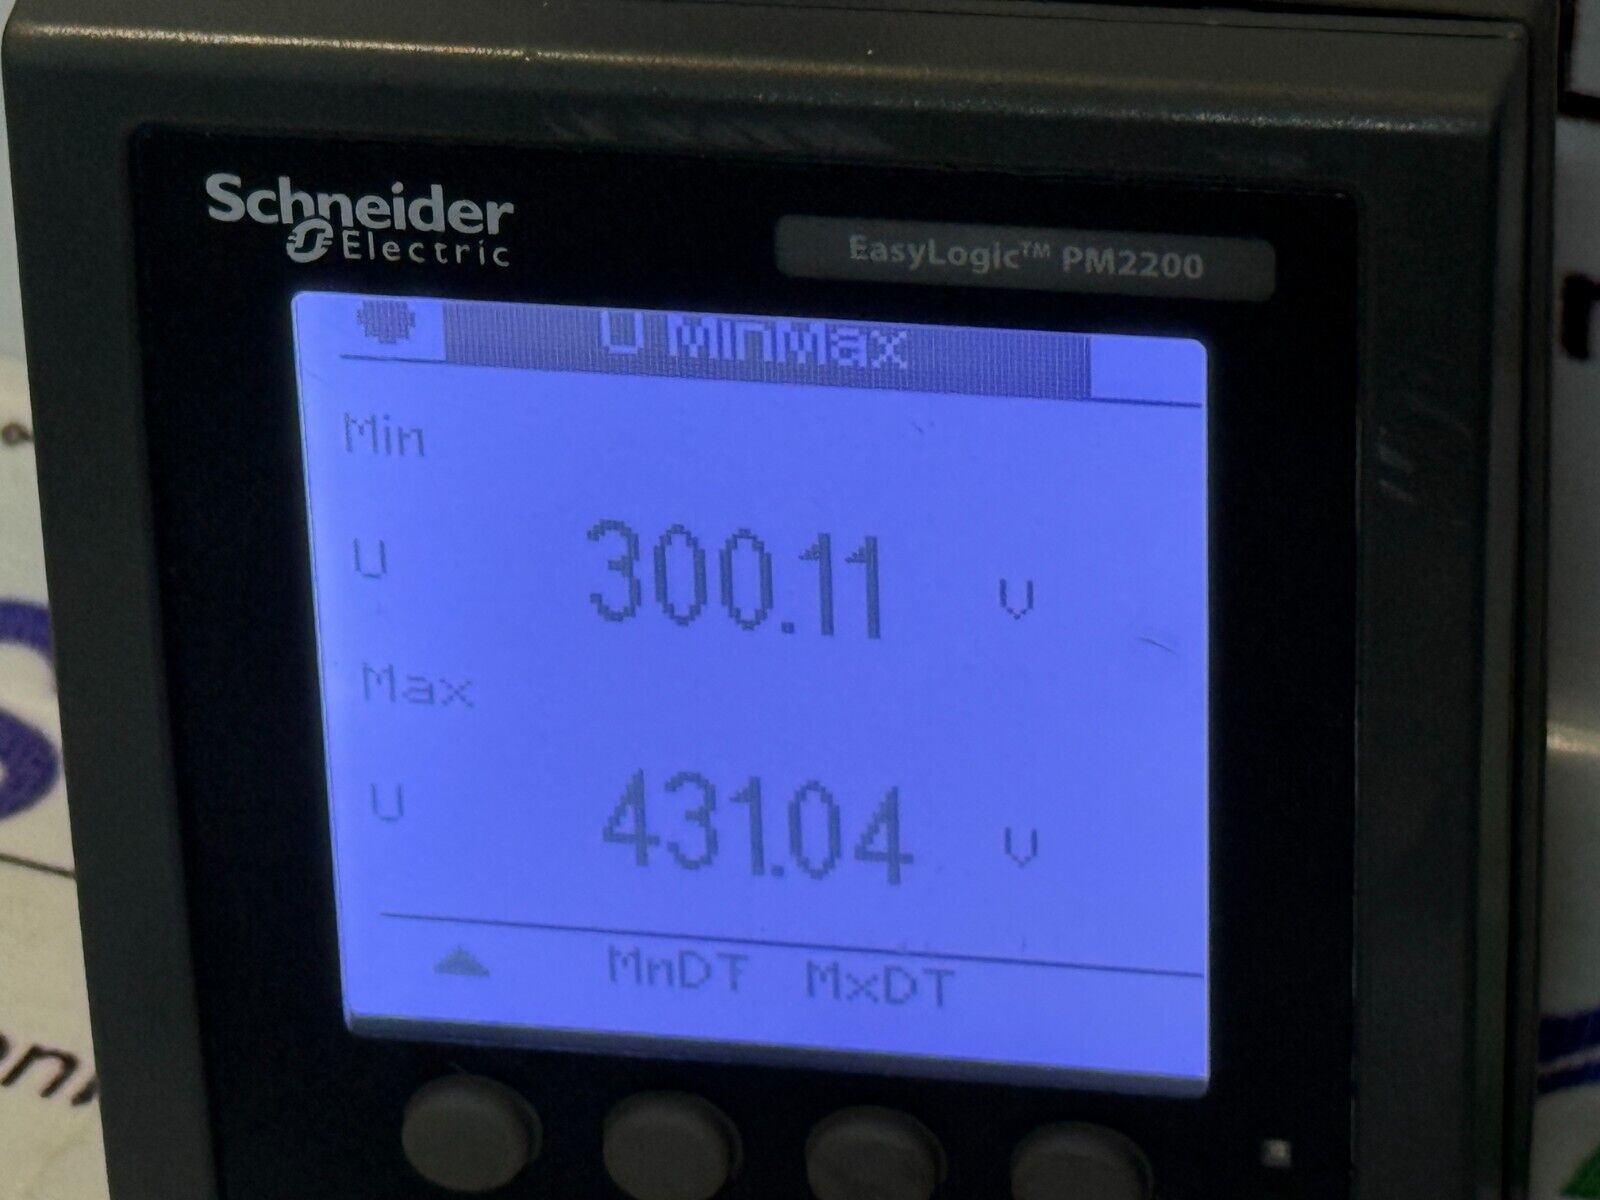 Schneider
Electric
EasyLogic™ PM2200
U MinMax
Min
U 300.11 V
Max
U 431.04 V
MnDT MxDT